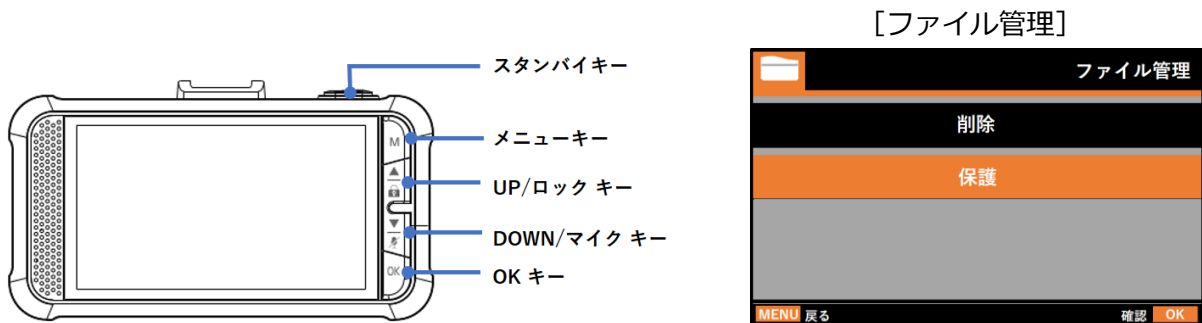 スタンバイキー
M
メニューキー
UP/ロック キー
DOWN/マイク キー
OK
OK キー
[ファイル管理]
ファイル管理
削除
保護
MENU 戻る
確認 OK